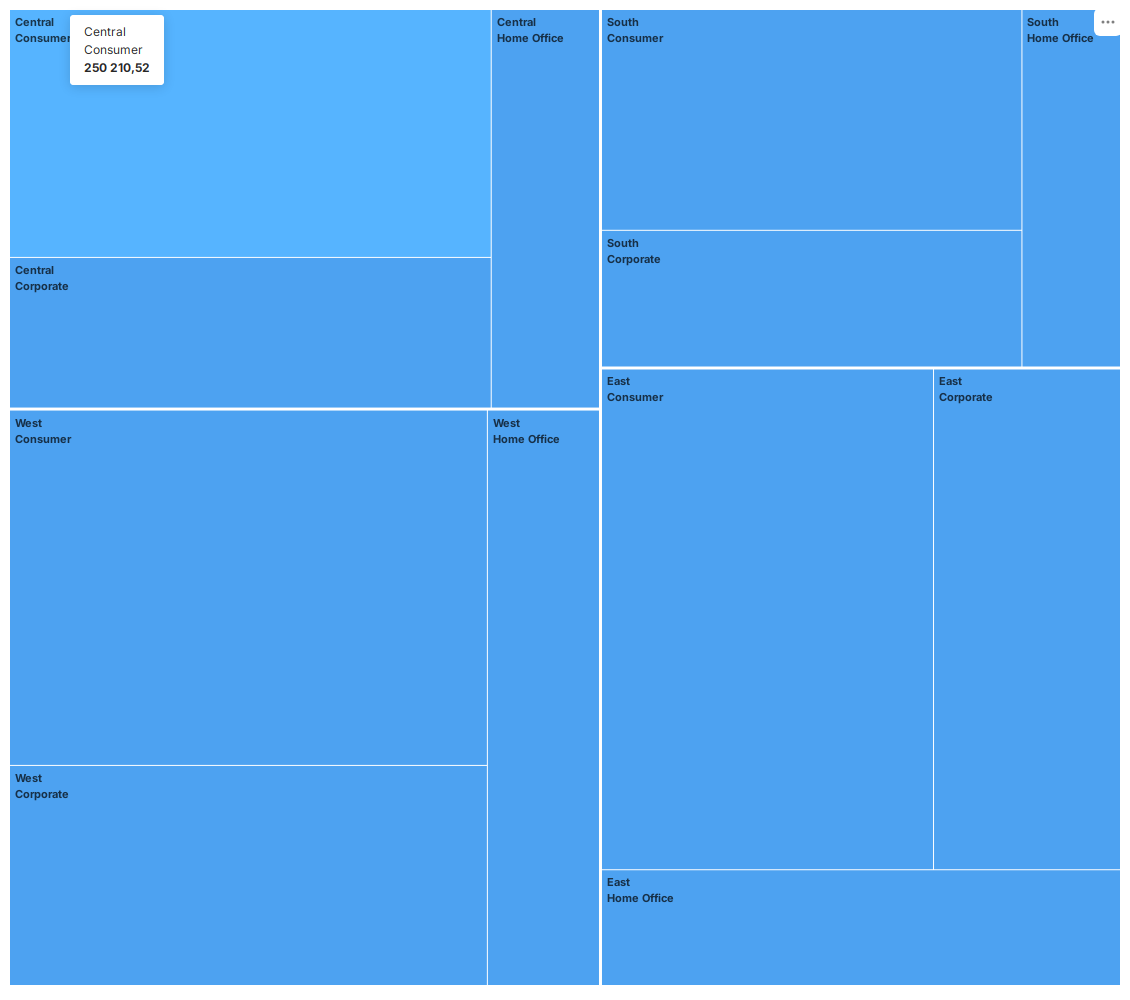 Central
Consumer
Central
Consumer
250 210,52
Central
Home Office
South
Consumer
South
Home Office
Central
Corporate
South
Corporate
East
Consumer
East
Corporate
West
Consumer
West
Home Office
West
Corporate
East
Home Office